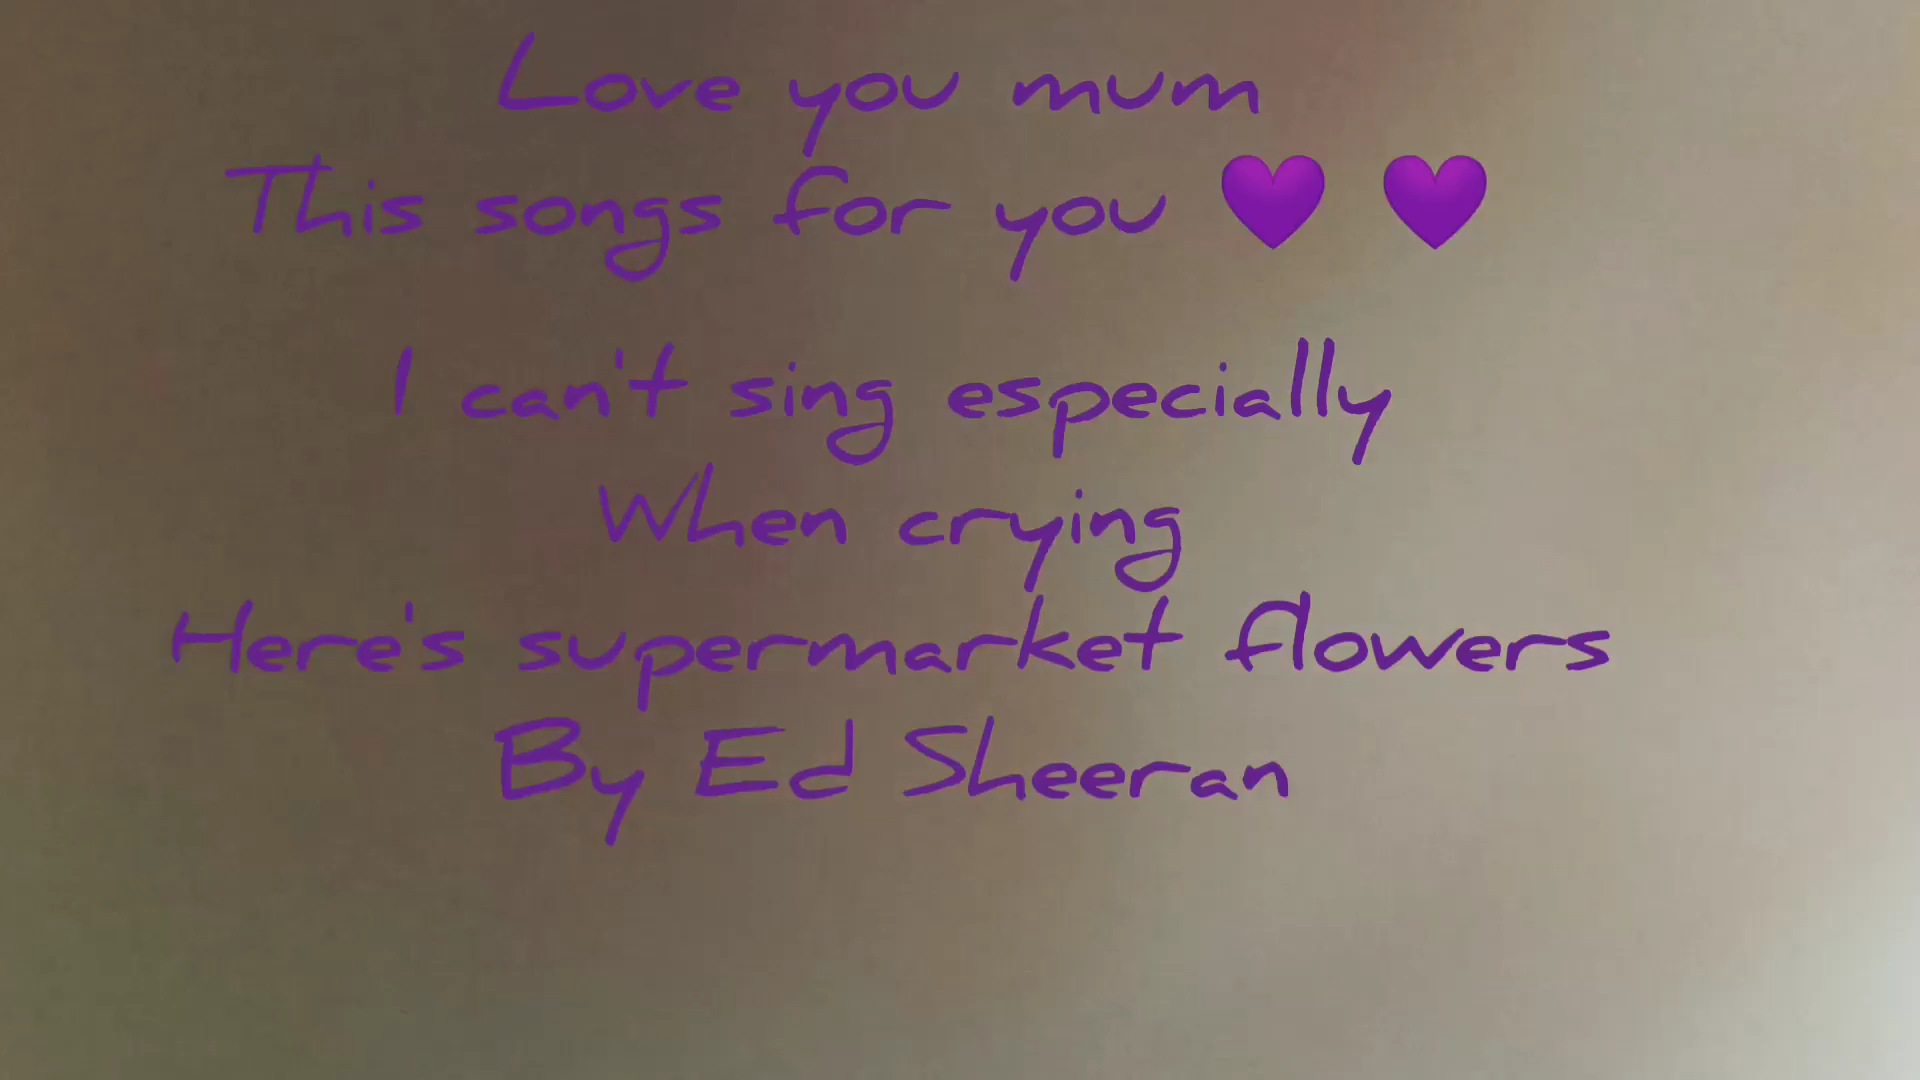 Love you mum
This songs for you 💜 💜
I can't sing especially
When crying
Here's supermarket flowers
By Ed Sheeran